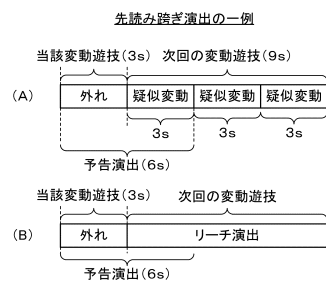 先読み跨ぎ演出の一例
当該変動遊技(3s) 次回の変動遊技(9s)
(A) 外れ 疑似変動 疑似変動 疑似変動
3s 3s 3s
予告演出(6s)
当該変動遊技(3s) 次回の変動遊技
(B) 外れ リーチ演出
予告演出(6s)